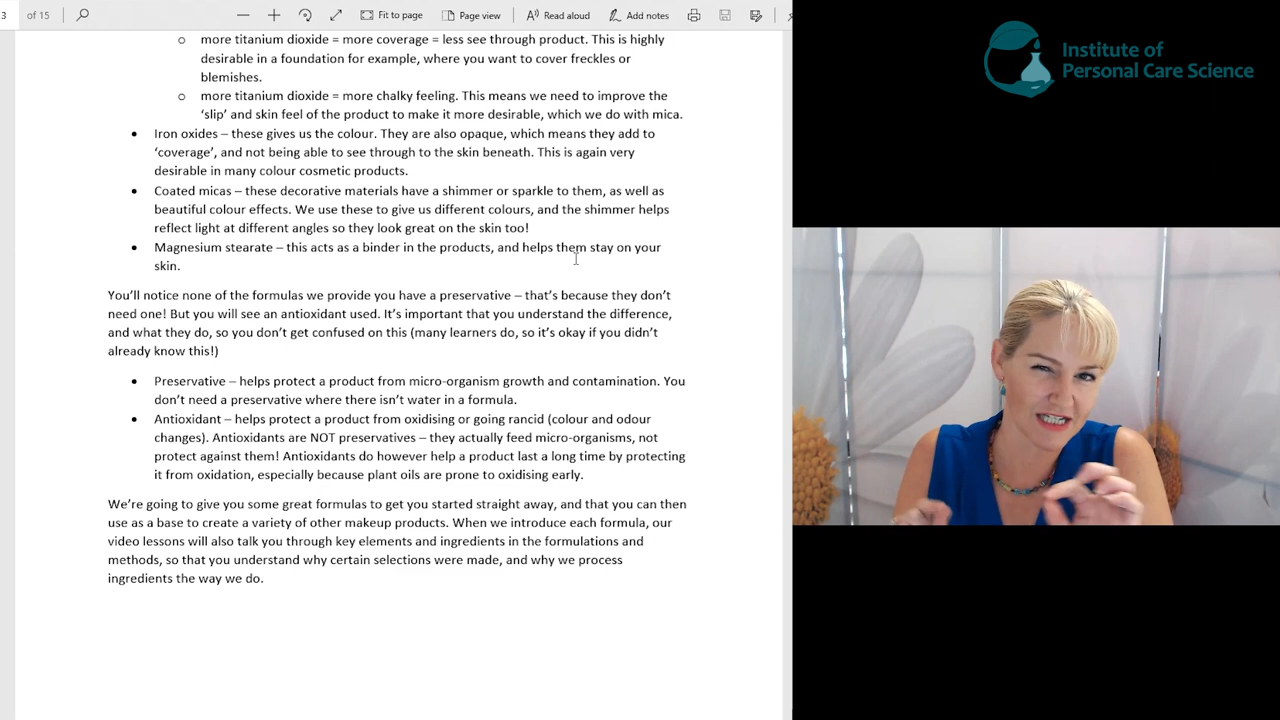 3 of 15 Fit to page Page view Read aloud Add notes
Institute of
Personal Care Science
o more titanium dioxide = more coverage = less see through product. This is highly
desirable in a foundation for example, where you want to cover freckles or
blemishes.
o more titanium dioxide = more chalky feeling. This means we need to improve the
‘slip’ and skin feel of the product to make it more desirable, which we do with mica.
• Iron oxides – these gives us the colour. They are also opaque, which means they add to
‘coverage’, and not being able to see through to the skin beneath. This is again very
desirable in many colour cosmetic products.
• Coated micas – these decorative materials have a shimmer or sparkle to them, as well as
beautiful colour effects. We use these to give us different colours, and the shimmer helps
reflect light at different angles so they look great on the skin too!
• Magnesium stearate – this acts as a binder in the products, and helps them stay on your
skin.
You’ll notice none of the formulas we provide you have a preservative – that’s because they don’t
need one! But you will see an antioxidant used. It’s important that you understand the difference,
and what they do, so you don’t get confused on this (many learners do, so it’s okay if you didn’t
already know this!)
• Preservative – helps protect a product from micro-organism growth and contamination. You
don’t need a preservative where there isn’t water in a formula.
• Antioxidant – helps protect a product from oxidising or going rancid (colour and odour
changes). Antioxidants are NOT preservatives – they actually feed micro-organisms, not
protect against them! Antioxidants do however help a product last a long time by protecting
it from oxidation, especially because plant oils are prone to oxidising early.
We’re going to give you some great formulas to get you started straight away, and that you can then
use as a base to create a variety of other makeup products. When we introduce each formula, our
video lessons will also talk you through key elements and ingredients in the formulations and
methods, so that you understand why certain selections were made, and why we process
ingredients the way we do.